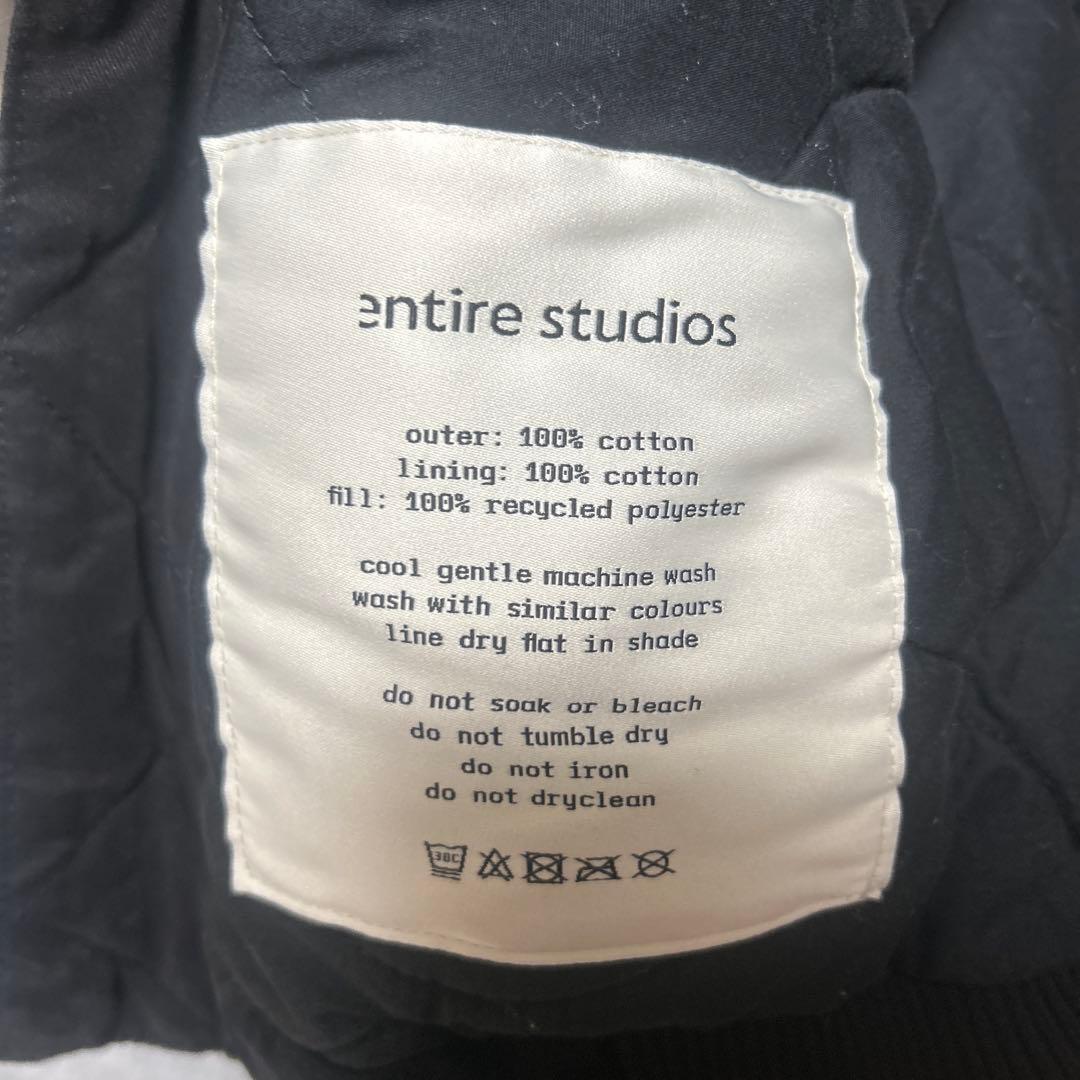 entire studios
outer: 100% cotton
lining: 100% cotton
fill: 100% recycled polyester
cool gentle machine wash
wash with similar colours
line dry flat in shade
do not soak or bleach
do not tumble dry
do not iron
do not dryclean
30C